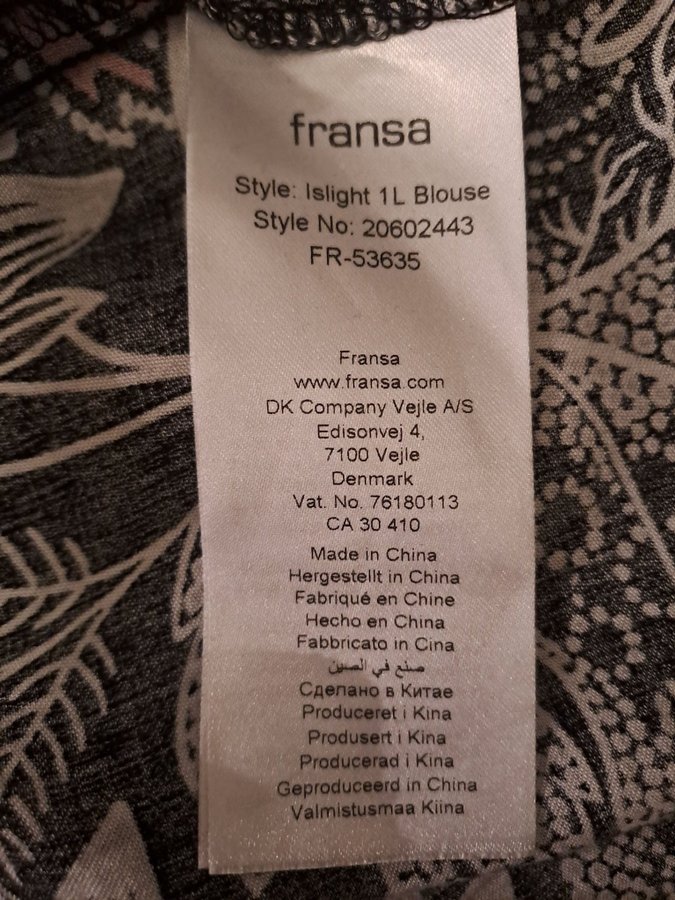 fransa
Style: Islight 1L Blouse
Style No: 20602443
FR-53635
Fransa
www.fransa.com
DK Company Vejle A/S
Edisonvej 4,
7100 Vejle
Denmark
Vat. No. 76180113
CA 30 410
Made in China
Hergestellt in China
Fabriqué en Chine
Hecho en China
Fabbricato in Cina
صنع في الصين
Сделано в Китае
Produceret i Kina
Produsert i Kina
Producerad i Kina
Geproduceerd in China
Valmistusmaa Kiina